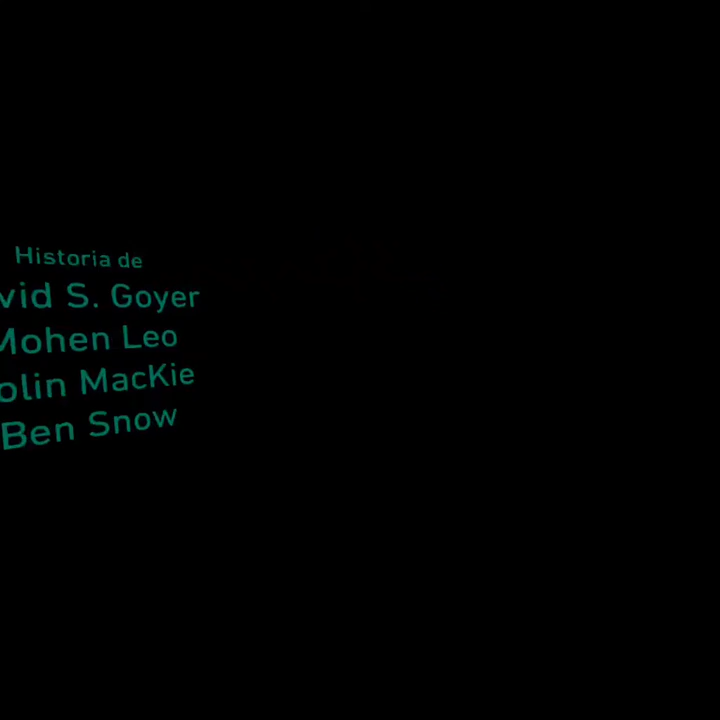 Historia de
vid S. Goyer
Mohen Leo
olin MacKie
Ben Snow